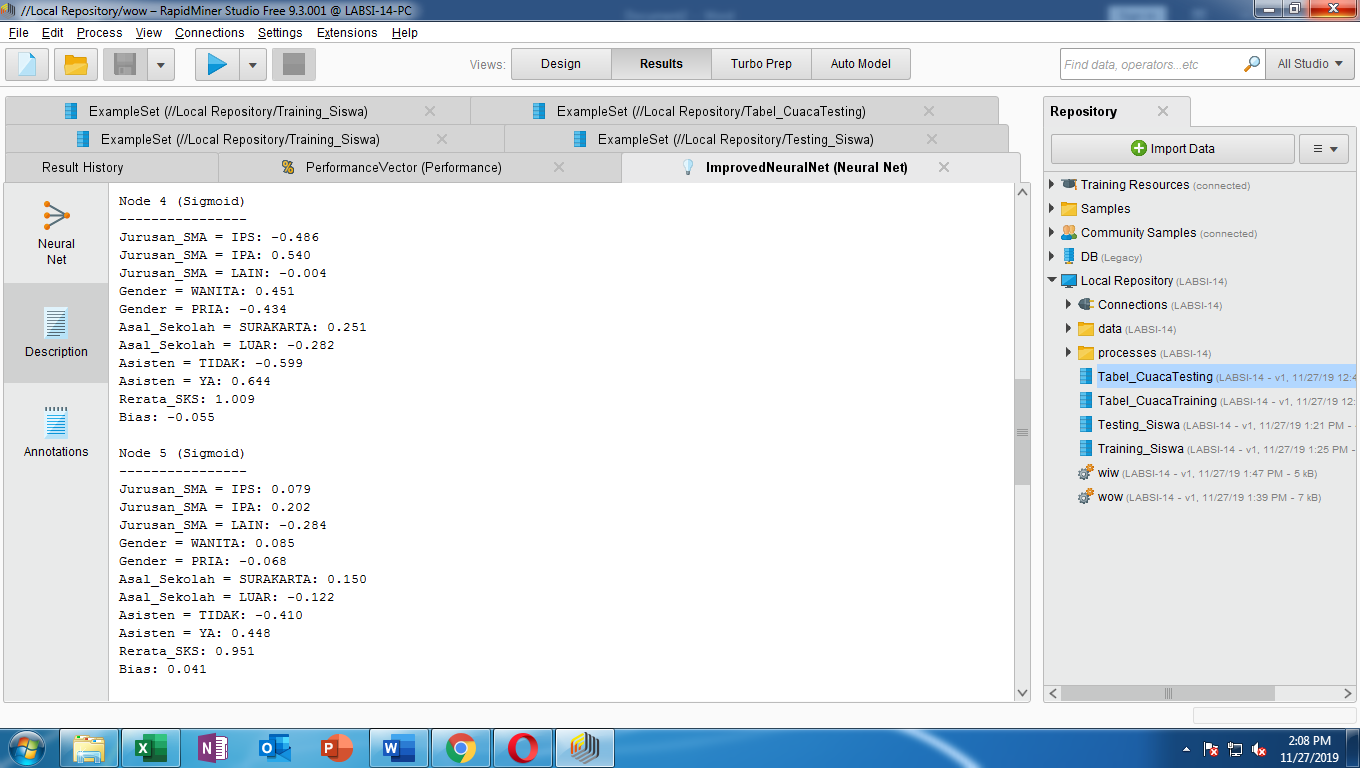 //Local Repository/wow – RapidMiner Studio Free 9.3.001 @ LABSI-14-PC
File Edit Process View Connections Settings Extensions Help
Views: Design Results Turbo Prep Auto Model Find data, operators...etc All Studio
ExampleSet (///Local Repository/Training_Siswa) ExampleSet (///Local Repository/Tabel_CuacaTesting)
ExampleSet (///Local Repository/Training_Siswa) ExampleSet (///Local Repository/Testing_Siswa)
Result History PerformanceVector (Performance) ImprovedNeuralNet (Neural Net)
Neural
Net
Description
Annotations
Node 4 (Sigmoid)
----------------
Jurusan_SMA = IPS: -0.486
Jurusan_SMA = IPA: 0.540
Jurusan_SMA = LAIN: -0.004
Gender = WANITA: 0.451
Gender = PRIA: -0.434
Asal_Sekolah = SURAKARTA: 0.251
Asal_Sekolah = LUAR: -0.282
Asisten = TIDAK: -0.599
Asisten = YA: 0.644
Rerata_SKS: 1.009
Bias: -0.055
Node 5 (Sigmoid)
----------------
Jurusan_SMA = IPS: 0.079
Jurusan_SMA = IPA: 0.202
Jurusan_SMA = LAIN: -0.284
Gender = WANITA: 0.085
Gender = PRIA: -0.068
Asal_Sekolah = SURAKARTA: 0.150
Asal_Sekolah = LUAR: -0.122
Asisten = TIDAK: -0.410
Asisten = YA: 0.448
Rerata_SKS: 0.951
Bias: 0.041
Repository
Import Data
Training Resources (connected)
Samples
Community Samples (connected)
DB (Legacy)
Local Repository (LABSI-14)
Connections (LABSI-14)
data (LABSI-14)
processes (LABSI-14)
Tabel_CuacaTesting (LABSI-14 - v1, 11/27/19 12:4
Tabel_CuacaTraining (LABSI-14 - v1, 11/27/19 12:
Testing_Siswa (LABSI-14 - v1, 11/27/19 1:21 PM -
Training_Siswa (LABSI-14 - v1, 11/27/19 1:25 PM -
wiw (LABSI-14 - v1, 11/27/19 1:47 PM - 5 kB)
wow (LABSI-14 - v1, 11/27/19 1:39 PM - 7 kB)
2:08 PM
11/27/2019